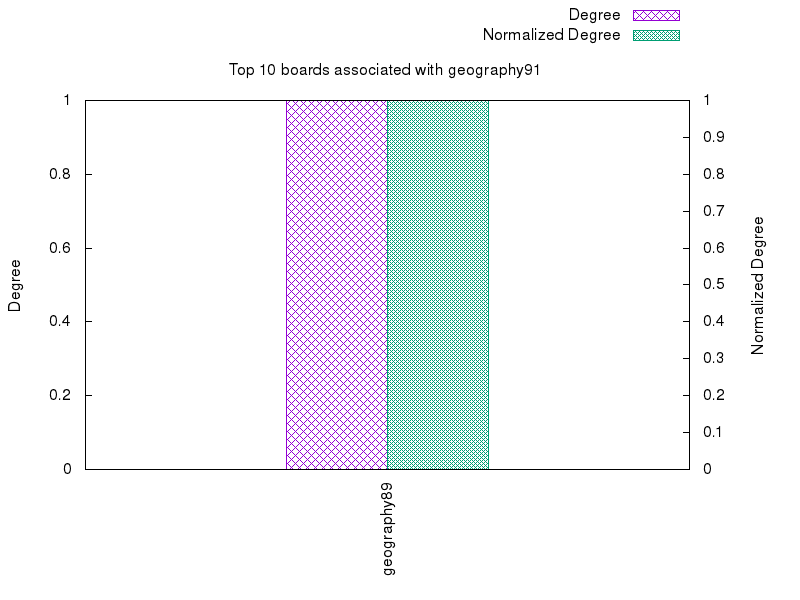 Degree
Normalized Degree
Top 10 boards associated with geography91
1
0.8
0.6
0.4
0.2
0
1
0.9
0.8
0.7
0.6
0.5
0.4
0.3
0.2
0.1
0
Degree
Normalized Degree
geography89